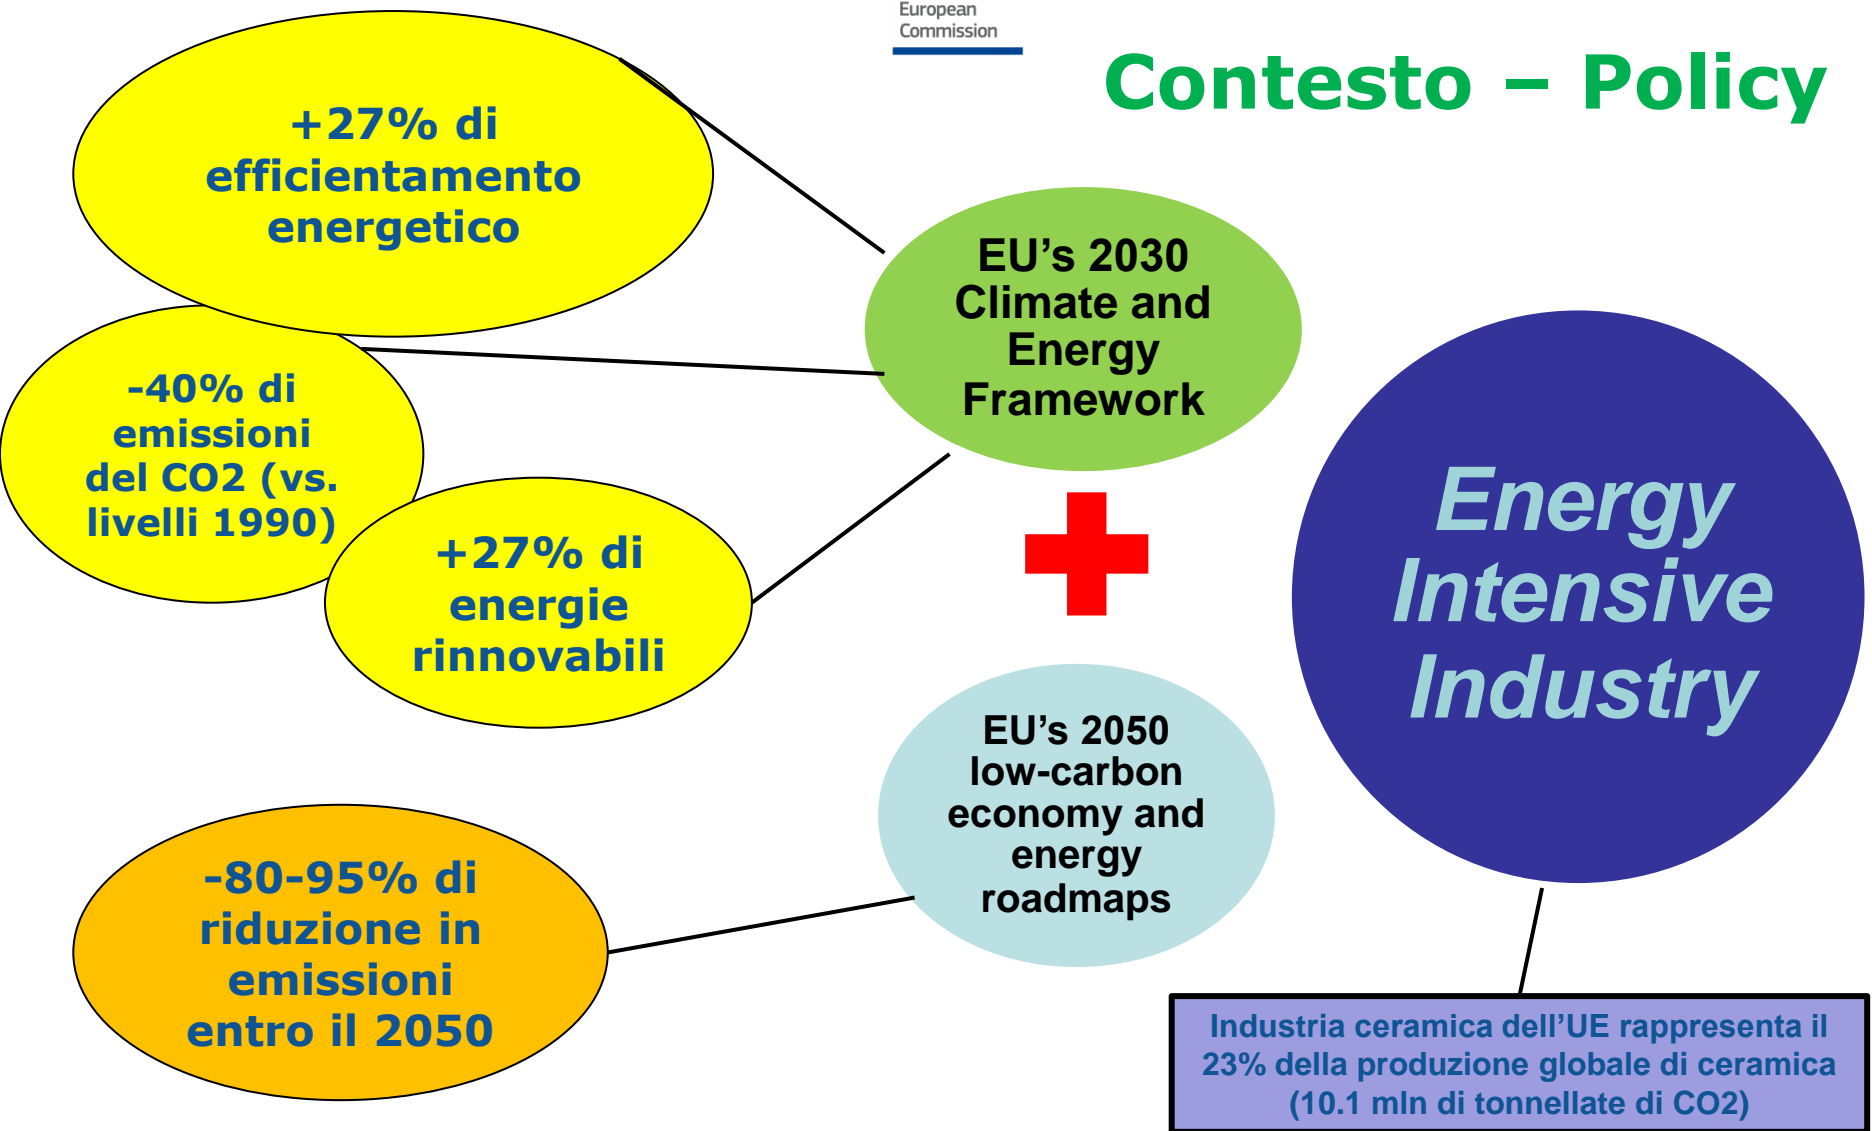 European
Commission
Contesto – Policy
+27% di
efficientamento
energetico
-40% di
emissioni
del CO2 (vs.
livelli 1990)
+27% di
energie
rinnovabili
EU’s 2030
Climate and
Energy
Framework
EU’s 2050
low-carbon
economy and
energy
roadmaps
-80-95% di
riduzione in
emissioni
entro il 2050
Energy
Intensive
Industry
Industria ceramica dell’UE rappresenta il
23% della produzione globale di ceramica
(10.1 mln di tonnellate di CO2)